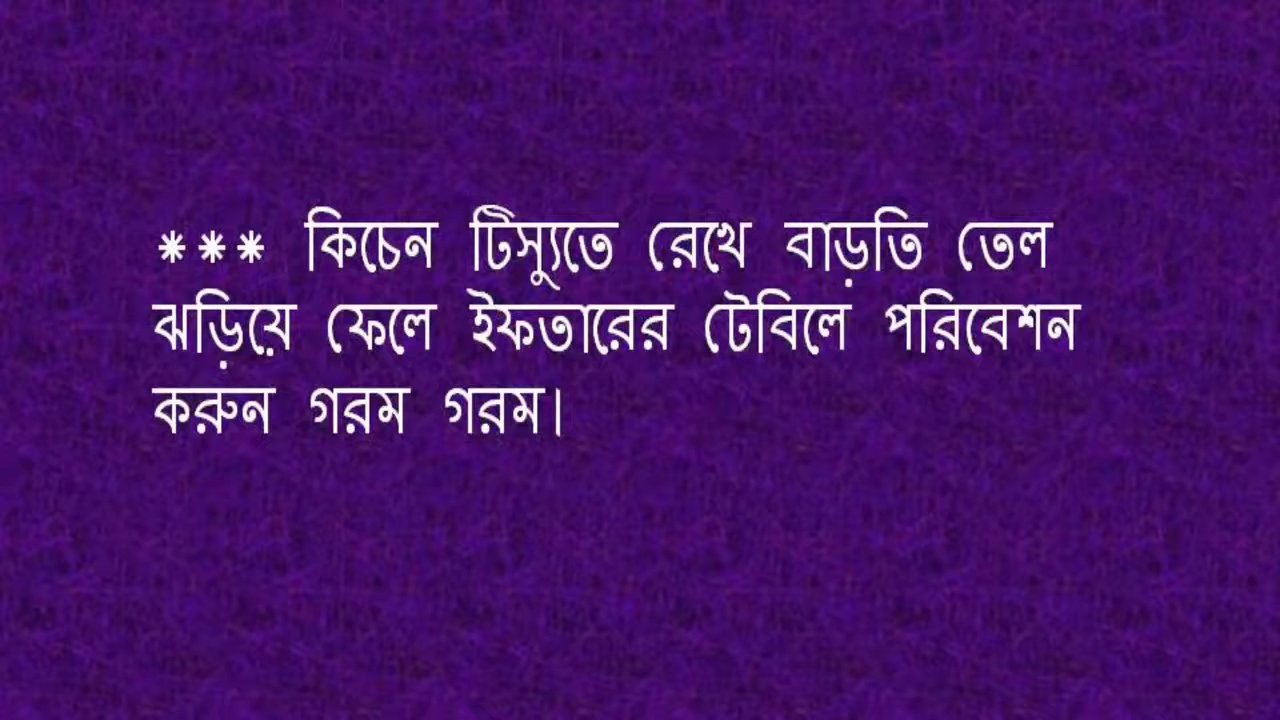 *** কিচেন টিস্যুতে রেখে বাড়তি তেল
ঝড়িয়ে ফেলে ইফতারের টেবিলে পরিবেশন
করুন গরম গরম।